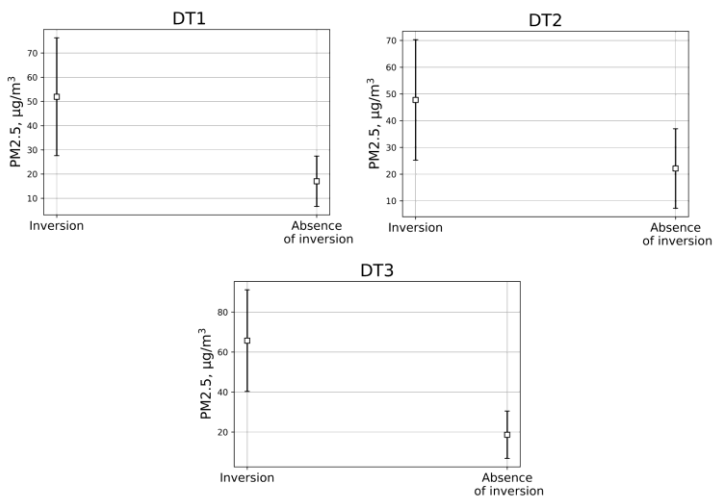 DT1
PM2.5, µg/m³
70
60
50
40
30
20
10
Inversion
Absence
of inversion
DT2
PM2.5, µg/m³
70
60
50
40
30
20
10
Inversion
Absence
of inversion
DT3
PM2.5, µg/m³
80
60
40
20
Inversion
Absence
of inversion